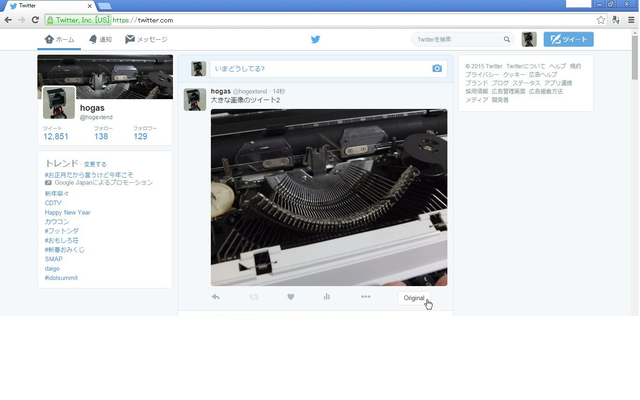 Twitter
Twitter, Inc. [US] https://twitter.com
ホーム 通知 メッセージ
Twitterを検索
ツイート
hogas
@hogextend
ツイート フォロー フォロワー
12,851 138 129
トレンド · 変更する
#お正月だから言うけど今年こそ
Google Japanによるプロモーション
新年早々
CDTV
Happy New Year
カウコン
#フットンダ
#おもしろ荘
#新春おみくじ
SMAP
daigo
#idolsummit
いまどうしてる?
hogas @hogextend · 14秒
大きな画像のツイート2
Original
© 2015 Twitter Twitterについて ヘルプ 規約
プライバシー クッキー 広告ヘルプ
ブランド ブログ ステータス アプリ連携
採用情報 広告管理画面 広告掲載方法
メディア 開発者